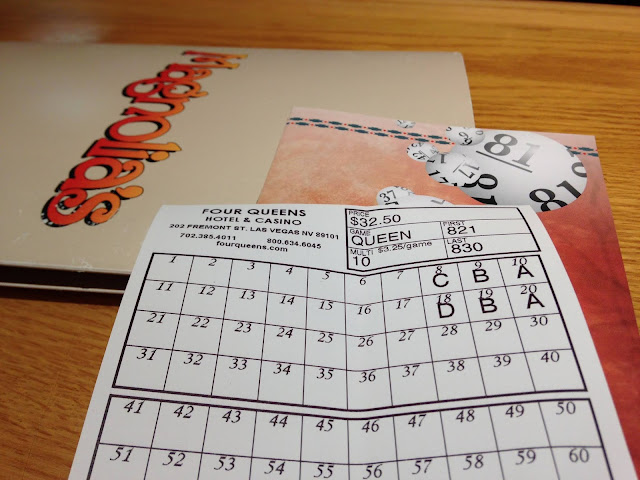 Magnolia's
81
81
8
37
FOUR QUEENS
HOTEL & CASINO
202 FREMONT ST. LAS VEGAS NV 89101
702.385.4011 800.634.6045
fourqueens.com
PRICE
$32.50
GAME
QUEEN
MULTI $3.25/game
10
FIRST
821
LAST
830
1 2 3 4 5 6 7 8 9 10
C B A
11 12 13 14 15 16 17 18 19 20
D B A
21 22 23 24 25 26 27 28 29 30
31 32 33 34 35 36 37 38 39 40
41 42 43 44 45 46 47 48 49 50
51 52 53 54 55 56 57 58 59 60